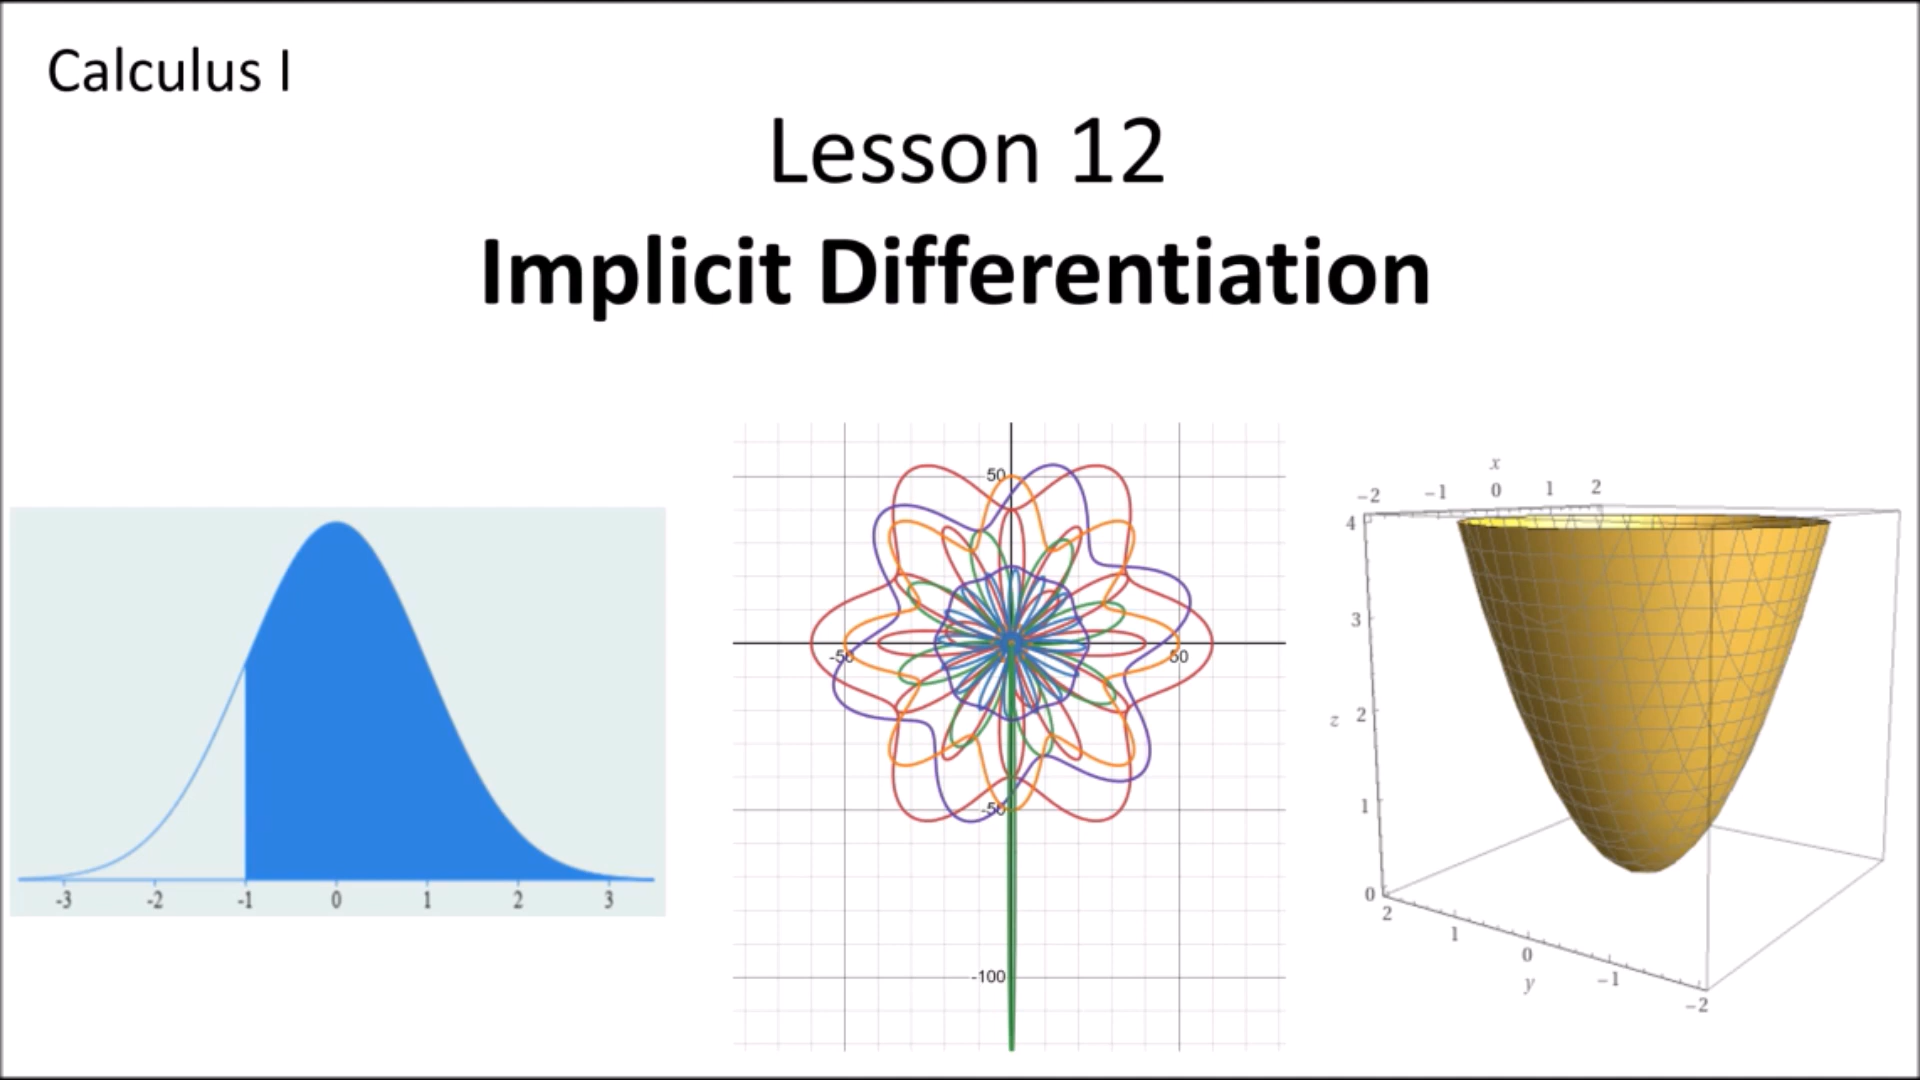 Calculus I
Lesson 12
Implicit Differentiation
-3 -2 -1 0 1 2 3
50
-50 50
-50
-100
x
-2 -1 0 1 2
4
3
z 2
1
0
2 1 0 -1 -2
y